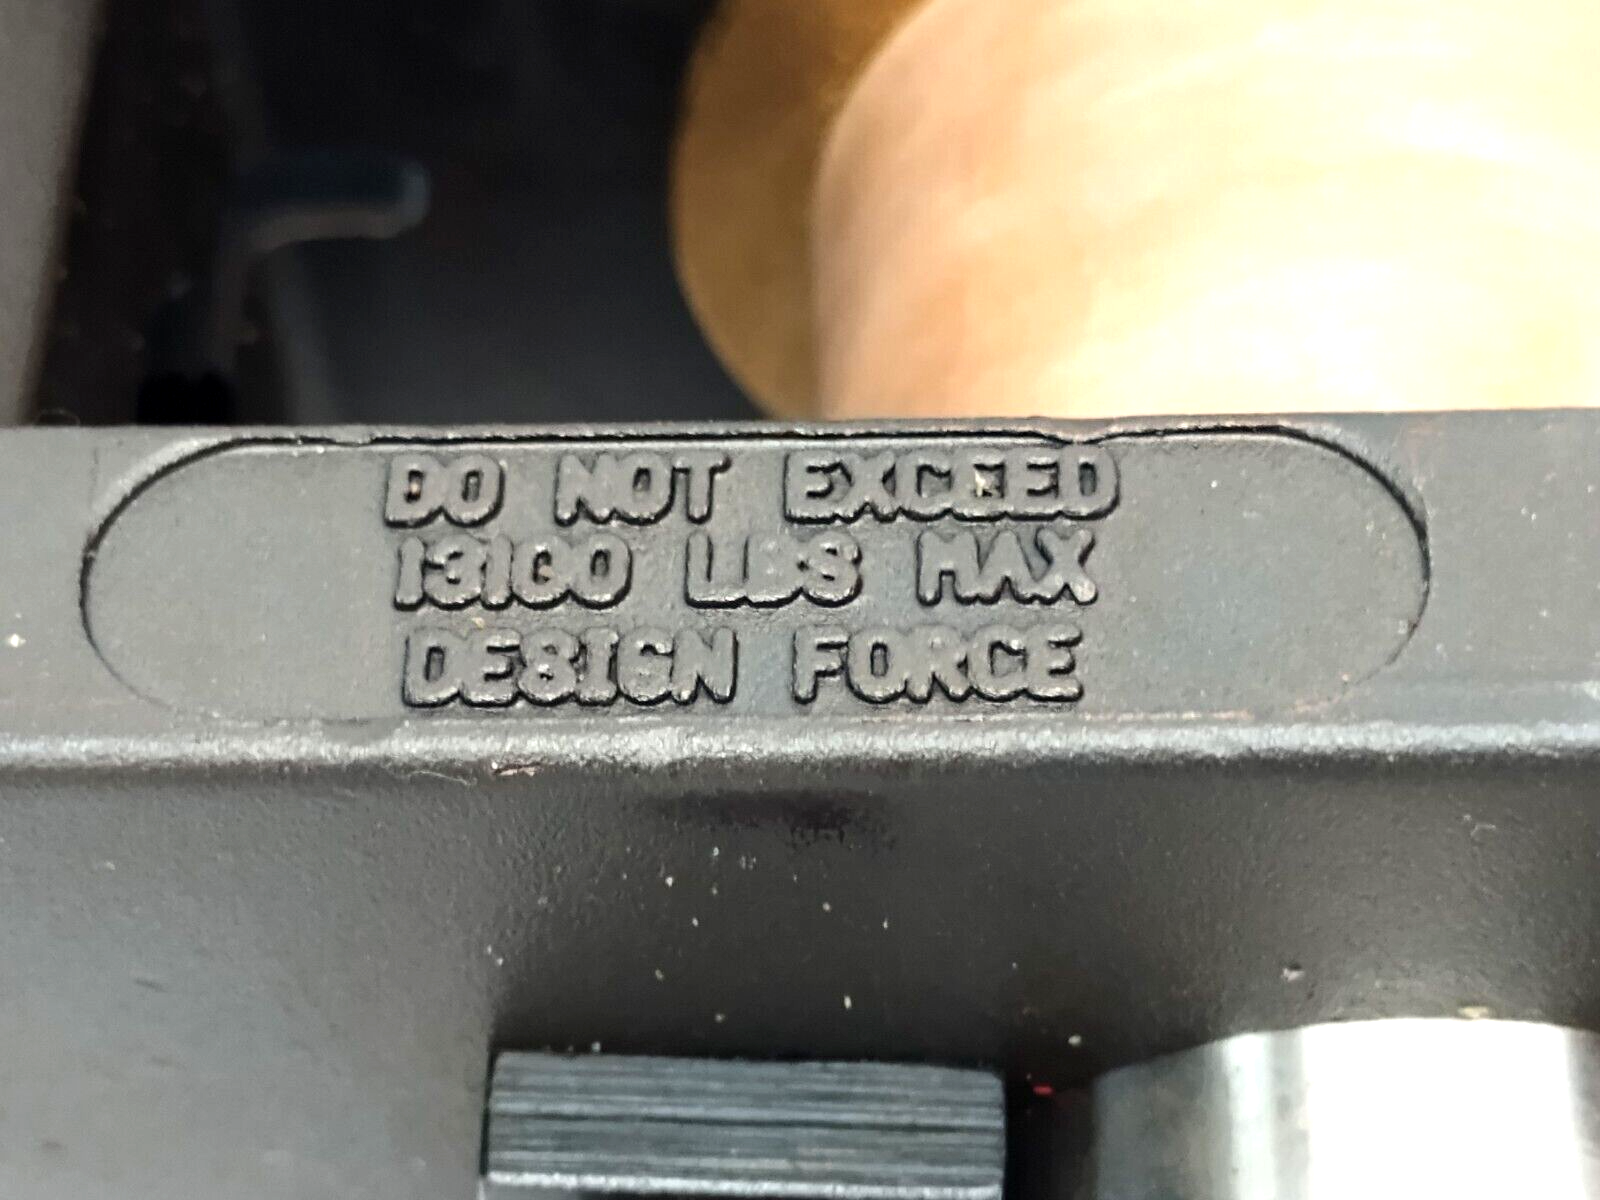 DO NOT EXCEED
13100 LBS MAX
DESIGN FORCE